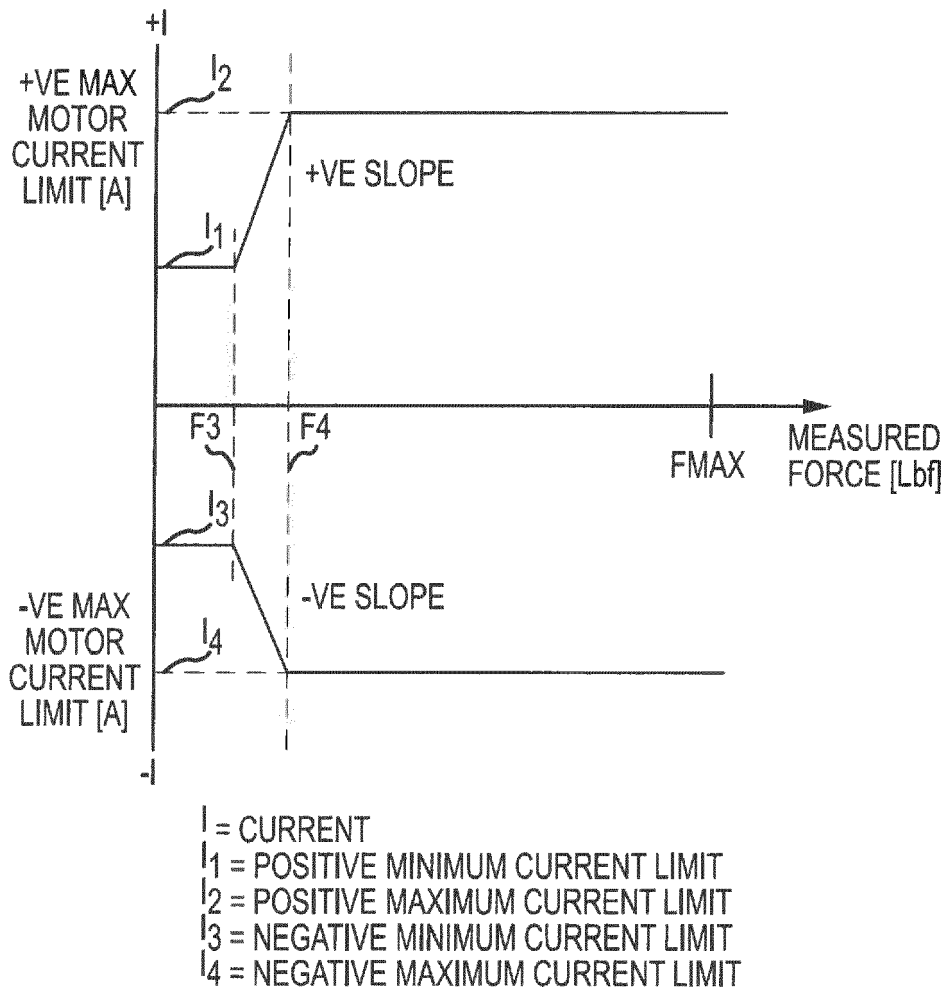 +I
+VE MAX
MOTOR
CURRENT
LIMIT [A]
I2
+VE SLOPE
I1
F3
F4
FMAX
MEASURED
FORCE [Lbf]
I3
-VE SLOPE
-VE MAX
MOTOR
CURRENT
LIMIT [A]
I4
-I
I = CURRENT
I1 = POSITIVE MINIMUM CURRENT LIMIT
I2 = POSITIVE MAXIMUM CURRENT LIMIT
I3 = NEGATIVE MINIMUM CURRENT LIMIT
I4 = NEGATIVE MAXIMUM CURRENT LIMIT